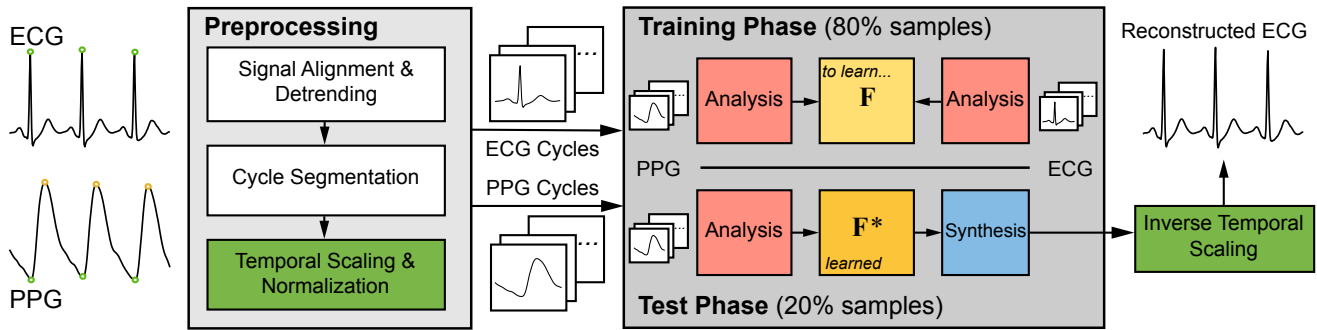 ECG
PPG
Preprocessing
Signal Alignment &
Detrending
Cycle Segmentation
Temporal Scaling &
Normalization
...
ECG Cycles
PPG Cycles
...
Training Phase (80% samples)
...
Analysis
to learn...
F
Analysis
...
PPG
ECG
...
Analysis
F*
learned
Synthesis
Test Phase (20% samples)
Reconstructed ECG
Inverse Temporal
Scaling